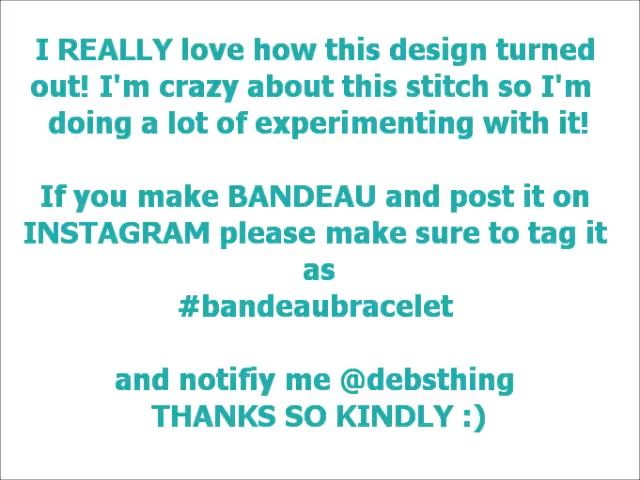 I REALLY love how this design turned
out! I'm crazy about this stitch so I'm
doing a lot of experimenting with it!
If you make BANDEAU and post it on
INSTAGRAM please make sure to tag it
as
#bandeaubracelet
and notifiy me @debsthing
THANKS SO KINDLY :)